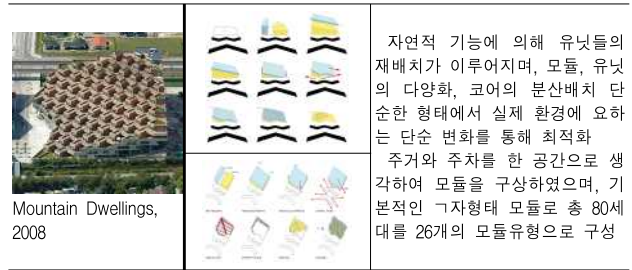 Mountain Dwellings,
2008
자연적 기능에 의해 유닛들의
재배치가 이루어지며, 모듈, 유닛
의 다양화, 코어의 분산배치 단
순한 형태에서 실제 환경에 요하
는 단순 변화를 통해 최적화
주거와 주차를 한 공간으로 생
각하여 모듈을 구상하였으며, 기
본적인 ㄱ자형태 모듈로 총 80세
대를 26개의 모듈유형으로 구성